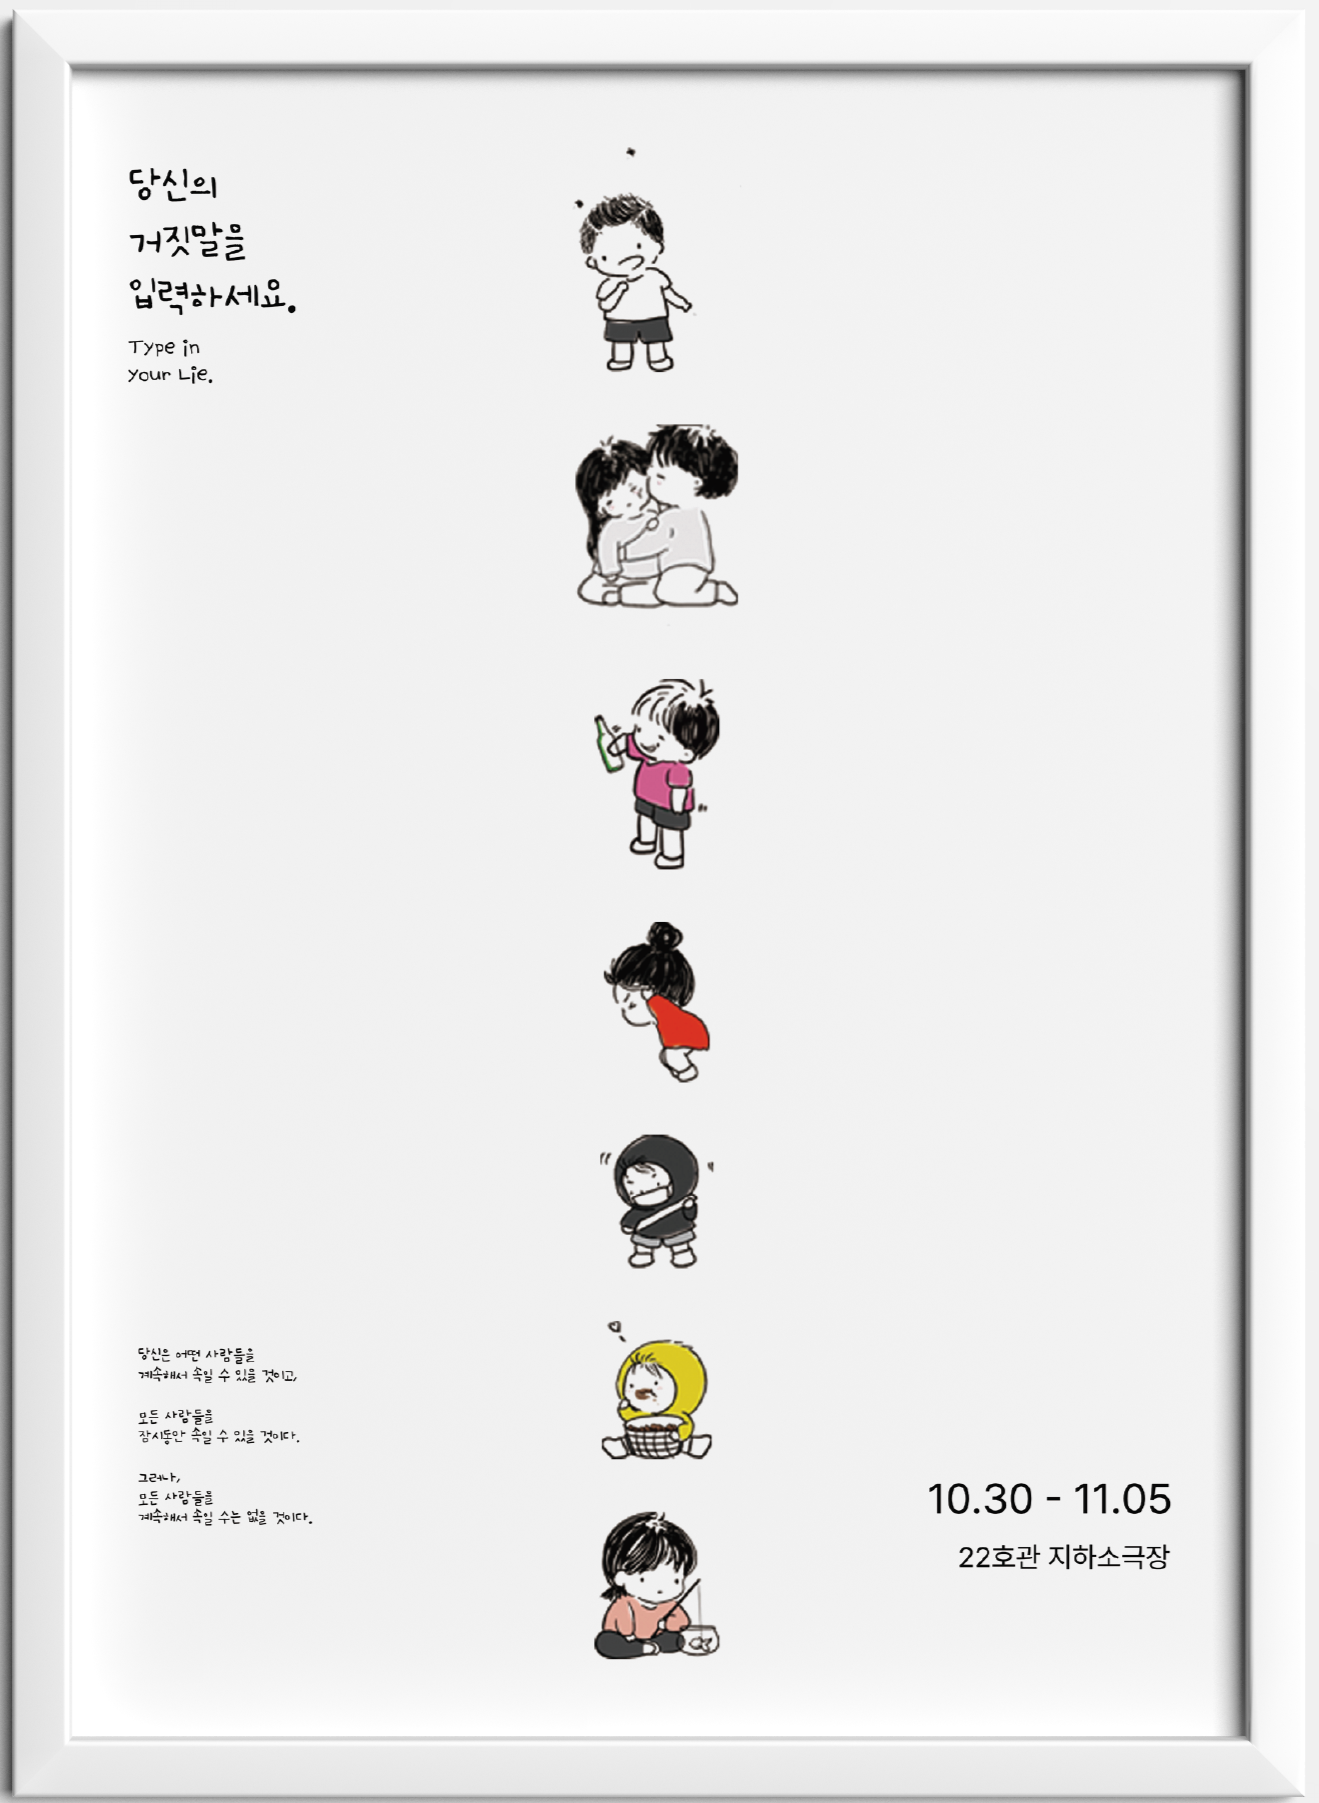 당신의
거짓말을
입력하세요.
Type in
your Lie.
당신은 어떤 사람들을
계속해서 속일 수 있을 것이고,
모든 사람들을
잠시동안 속일 수 있을 것이다.
그러나,
모든 사람들을
계속해서 속일 수는 없을 것이다.
10.30 - 11.05
22호관 지하소극장